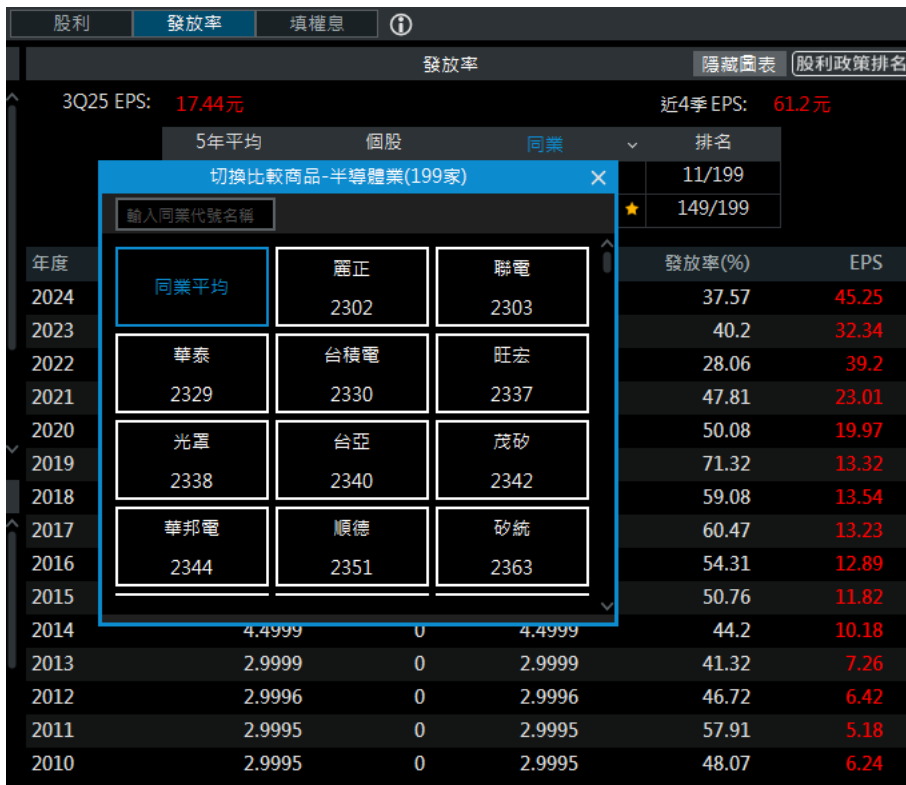 股利 發放率 填權息
發放率 隱藏圖表 股利政策排名
3Q25 EPS: 17.44元 近4季EPS: 61.2元
5年平均 個股 同業 排名
切換比較商品-半導體業(199家)
11/199
輸入同業代號名稱
149/199
年度 發放率(%) EPS
同業平均
麗正 聯電
2302 2303
華泰 台積電 旺宏
2329 2330 2337
光罩 台亞 茂矽
2338 2340 2342
華邦電 順德 矽統
2344 2351 2363
2024 37.57 45.25
2023 40.2 32.34
2022 28.06 39.2
2021 47.81 23.01
2020 50.08 19.97
2019 71.32 13.32
2018 59.08 13.54
2017 60.47 13.23
2016 54.31 12.89
2015 50.76 11.82
2014 4.4999 0 4.4999 44.2 10.18
2013 2.9999 0 2.9999 41.32 7.26
2012 2.9996 0 2.9996 46.72 6.42
2011 2.9995 0 2.9995 57.91 5.18
2010 2.9995 0 2.9995 48.07 6.24